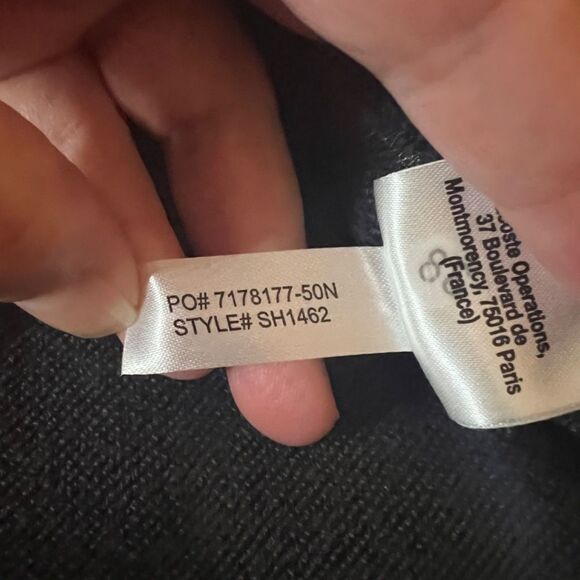 PO# 7178177-50N
STYLE# SH1462
Operations,
37 Boulevard de
Montmorency, 75016 Paris
(France)